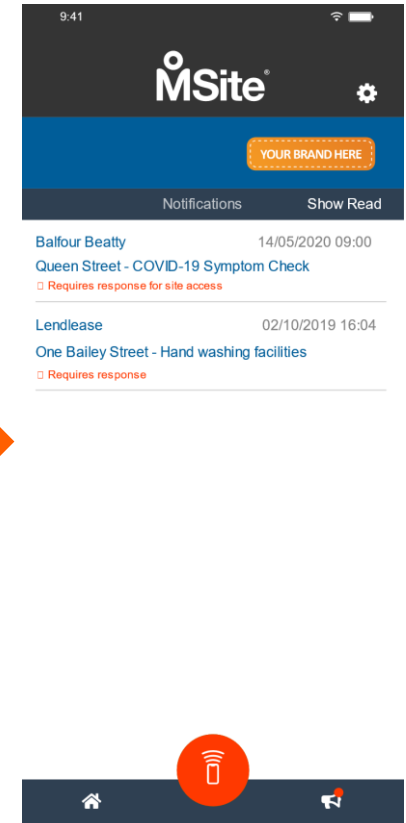 9:41
MSite®
YOUR BRAND HERE
Notifications Show Read
Balfour Beatty 14/05/2020 09:00
Queen Street - COVID-19 Symptom Check
▯ Requires response for site access
Lendlease 02/10/2019 16:04
One Bailey Street - Hand washing facilities
▯ Requires response